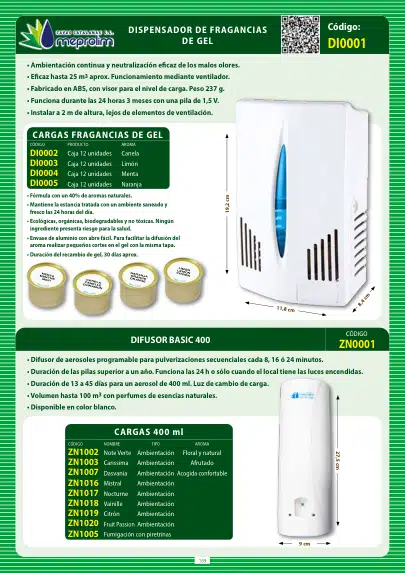 CAFES CATALANAS S.L.
meprolim
DISPENSADOR DE FRAGANCIAS
DE GEL
Código:
DI0001
• Ambientación continua y neutralización eficaz de los malos olores.
• Eficaz hasta 25 m³ aprox. Funcionamiento mediante ventilador.
• Fabricado en ABS, con visor para el nivel de carga. Peso 237 g.
• Funciona durante las 24 horas 3 meses con una pila de 1,5 V.
• Instalar a 2 m de altura, lejos de elementos de ventilación.
CARGAS FRAGANCIAS DE GEL
CÓDIGO PRODUCTO AROMA
DI0002 Caja 12 unidades Canela
DI0003 Caja 12 unidades Limón
DI0004 Caja 12 unidades Menta
DI0005 Caja 12 unidades Naranja
• Fórmula con un 40% de aromas naturales.
• Mantiene la estancia tratada con un ambiente saneado y
fresco las 24 horas del día.
• Ecológicas, orgánicas, biodegradables y no tóxicas. Ningún
ingrediente presenta riesgo para la salud.
• Envase de aluminio con abre fácil. Para facilitar la difusión del
aroma realizar pequeños cortes en el gel con la misma tapa.
• Duración del recambio de gel, 30 días aprox.
19,2 cm
11,8 cm
8,4 cm
DIFUSOR BASIC 400
CÓDIGO
ZN0001
• Difusor de aerosoles programable para pulverizaciones secuenciales cada 8, 16 ó 24 minutos.
• Duración de las pilas superior a un año. Funciona las 24 h o sólo cuando el local tiene las luces encendidas.
• Duración de 13 a 45 días para un aerosol de 400 ml. Luz de cambio de carga.
• Volumen hasta 100 m³ con perfumes de esencias naturales.
• Disponible en color blanco.
CARGAS 400 ml
CÓDIGO NOMBRE TIPO AROMA
ZN1002 Note Verte Ambientación Floral y natural
ZN1003 Carissima Ambientación Afrutado
ZN1007 Dasvania Ambientación Acogida confortable
ZN1016 Mistral Ambientación
ZN1017 Nocturne Ambientación
ZN1018 Vainille Ambientación
ZN1019 Citrón Ambientación
ZN1020 Fruit Passion Ambientación
ZN1005 Fumigación con piretrinas
27,5 cm
9 cm